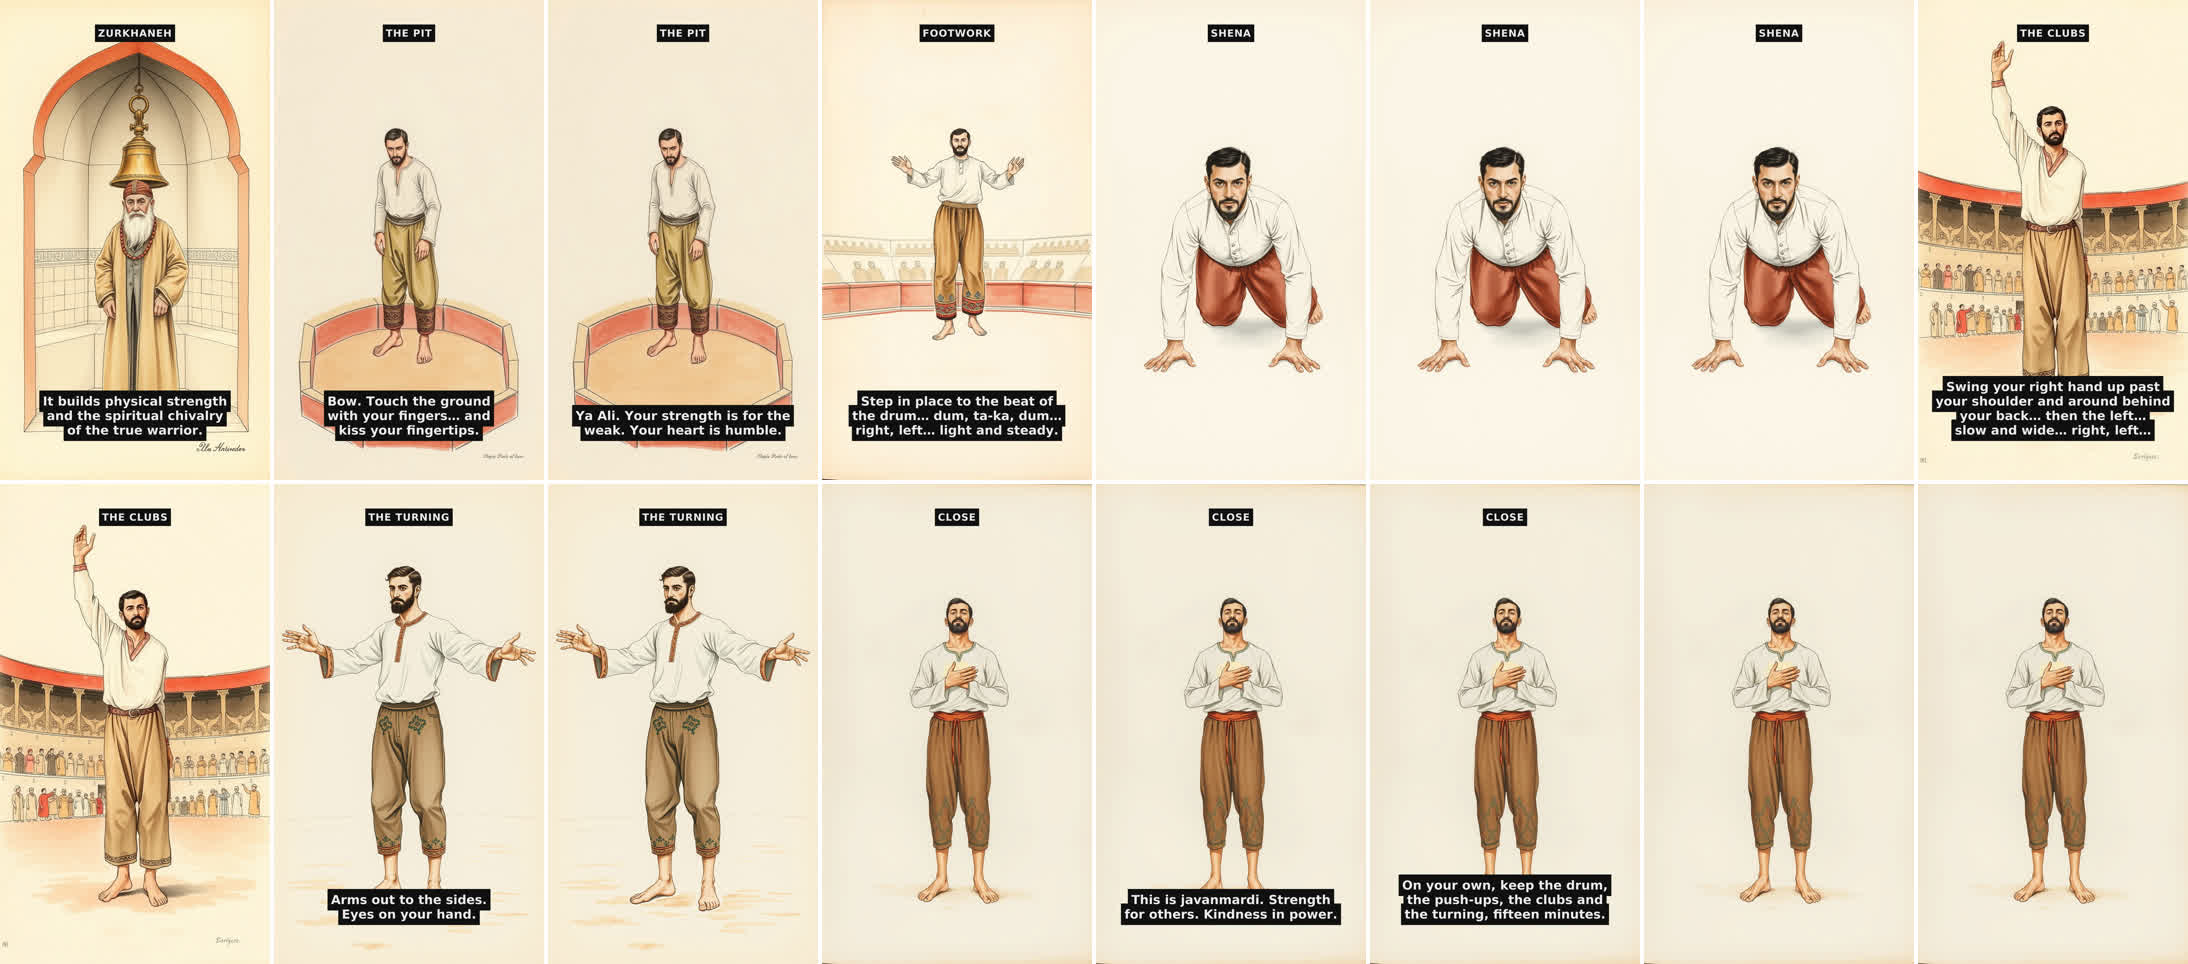 ZURKHANEH
It builds physical strength
and the spiritual chivalry
of the true warrior.
THE PIT
Bow. Touch the ground
with your fingers... and
kiss your fingertips.
THE PIT
Ya Ali. Your strength is for the
weak. Your heart is humble.
FOOTWORK
Step in place to the beat of
the drum... dum, ta-ka, dum...
right, left... light and steady.
SHENA
SHENA
SHENA
THE CLUBS
Swing your right hand up past
your shoulder and around behind
your back... then the left...
slow and wide... right, left...
THE CLUBS
THE TURNING
Arms out to the sides.
Eyes on your hand.
THE TURNING
CLOSE
CLOSE
This is javanmardi. Strength
for others. Kindness in power.
CLOSE
On your own, keep the drum,
the push-ups, the clubs and
the turning, fifteen minutes.